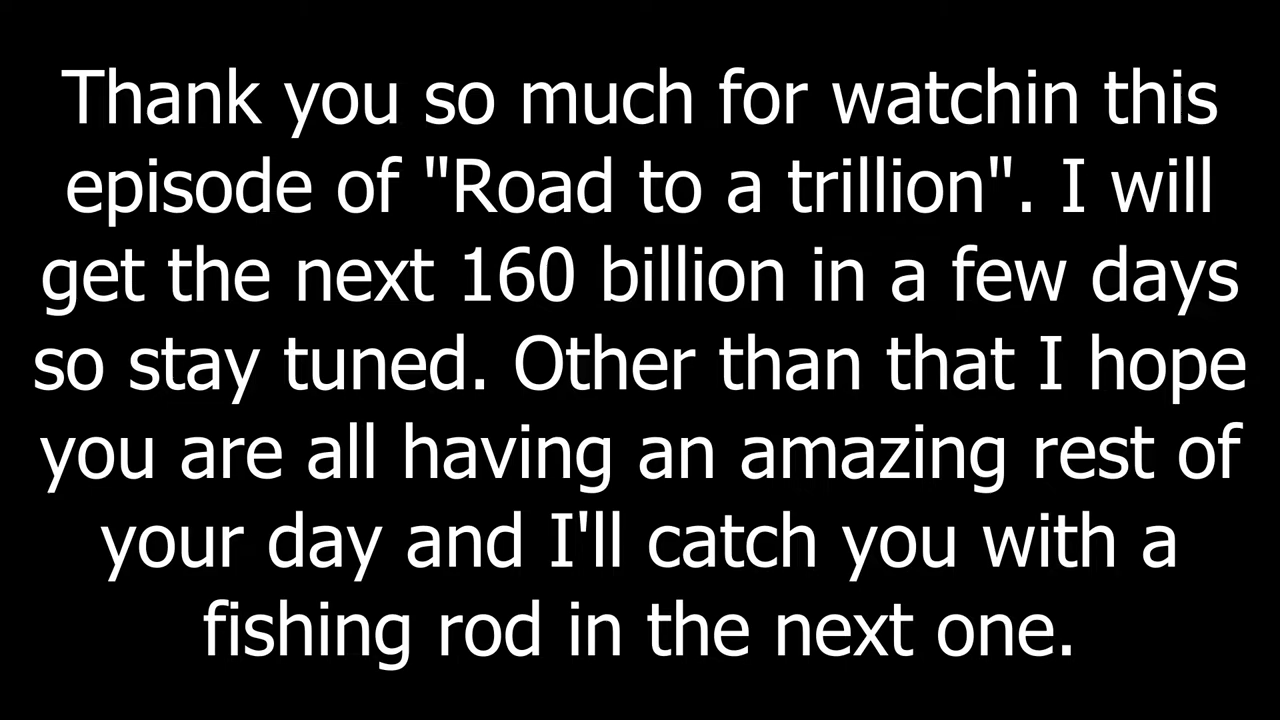 Thank you so much for watchin this
episode of "Road to a trillion". I will
get the next 160 billion in a few days
so stay tuned. Other than that I hope
you are all having an amazing rest of
your day and I'll catch you with a
fishing rod in the next one.